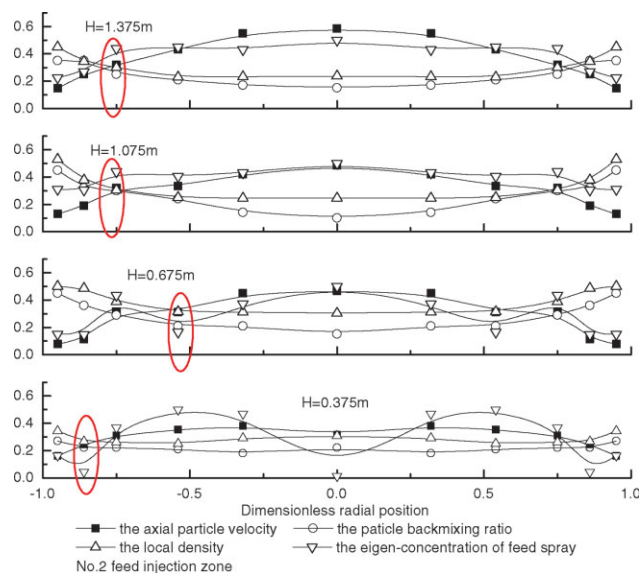 H=1.375m
0.6
0.4
0.2
0.0
H=1.075m
0.6
0.4
0.2
0.0
H=0.675m
0.6
0.4
0.2
0.0
H=0.375m
0.6
0.4
0.2
0.0
-1.0 -0.5 0.0 0.5 1.0
Dimensionless radial position
the axial particle velocity the paticle backmixing ratio
the local density the eigen-concentration of feed spray
No.2 feed injection zone